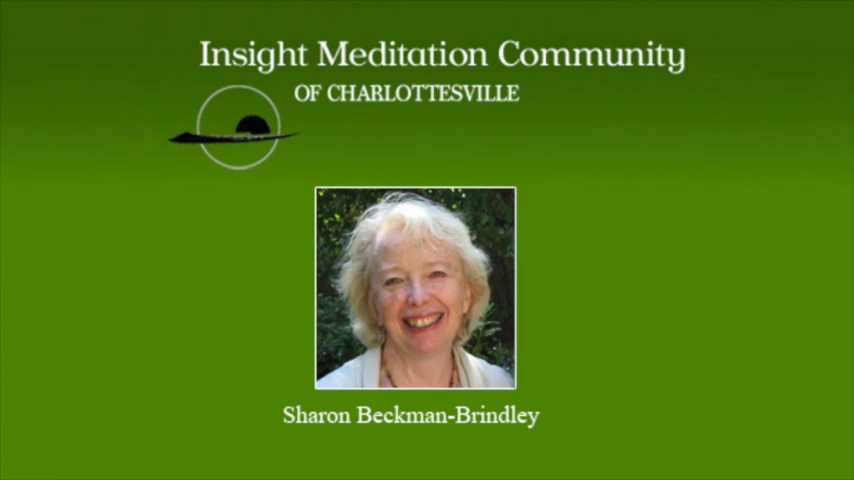 Insight Meditation Community
OF CHARLOTTESVILLE
Sharon Beckman-Brindley